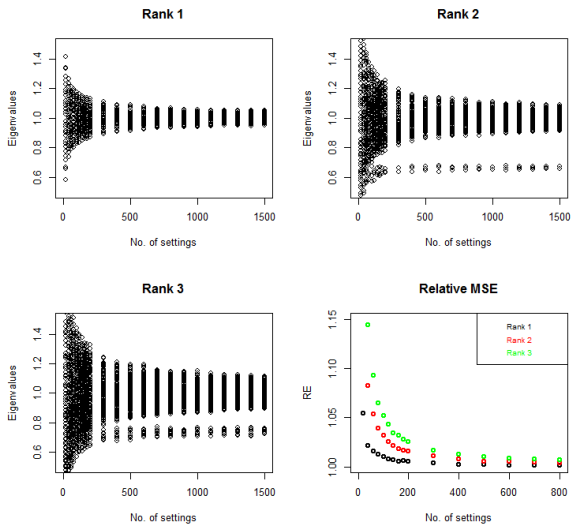 Rank 1
Eigenvalues
0.6 0.8 1.0 1.2 1.4
0 500 1000 1500
No. of settings
Rank 2
Eigenvalues
0.6 0.8 1.0 1.2 1.4
0 500 1000 1500
No. of settings
Rank 3
Eigenvalues
0.6 0.8 1.0 1.2 1.4
0 500 1000 1500
No. of settings
Relative MSE
RE
1.00 1.05 1.10 1.15
Rank 1
Rank 2
Rank 3
0 200 400 600 800
No. of settings